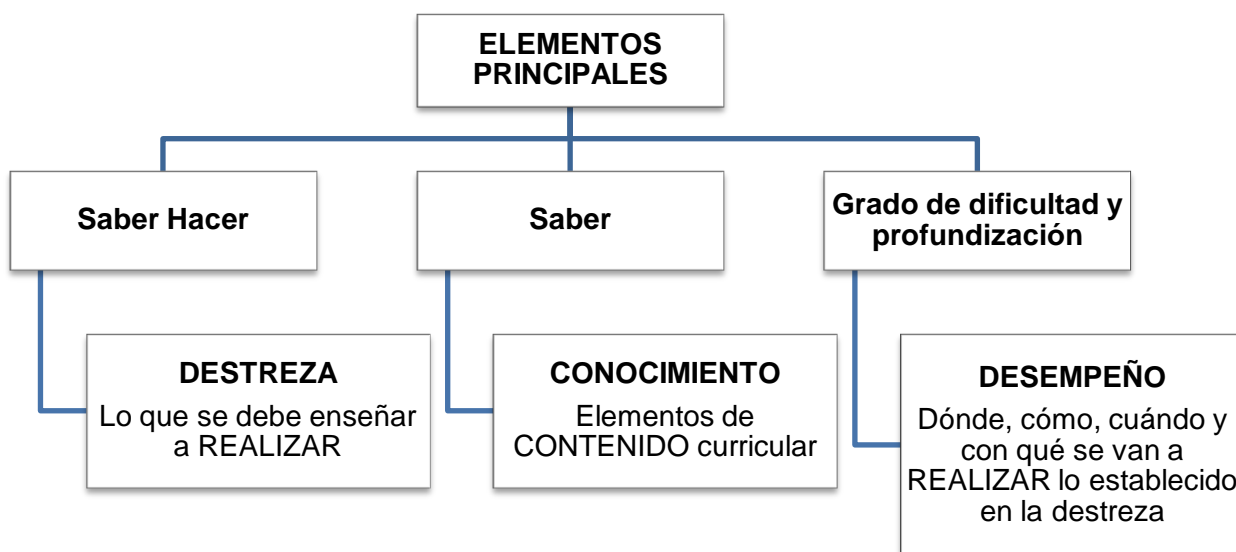 ELEMENTOS
PRINCIPALES
Saber Hacer
Saber
Grado de dificultad y
profundización
DESTREZA
Lo que se debe enseñar
a REALIZAR
CONOCIMIENTO
Elementos de
CONTENIDO curricular
DESEMPEÑO
Dónde, cómo, cuándo y
con qué se van a
REALIZAR lo establecido
en la destreza